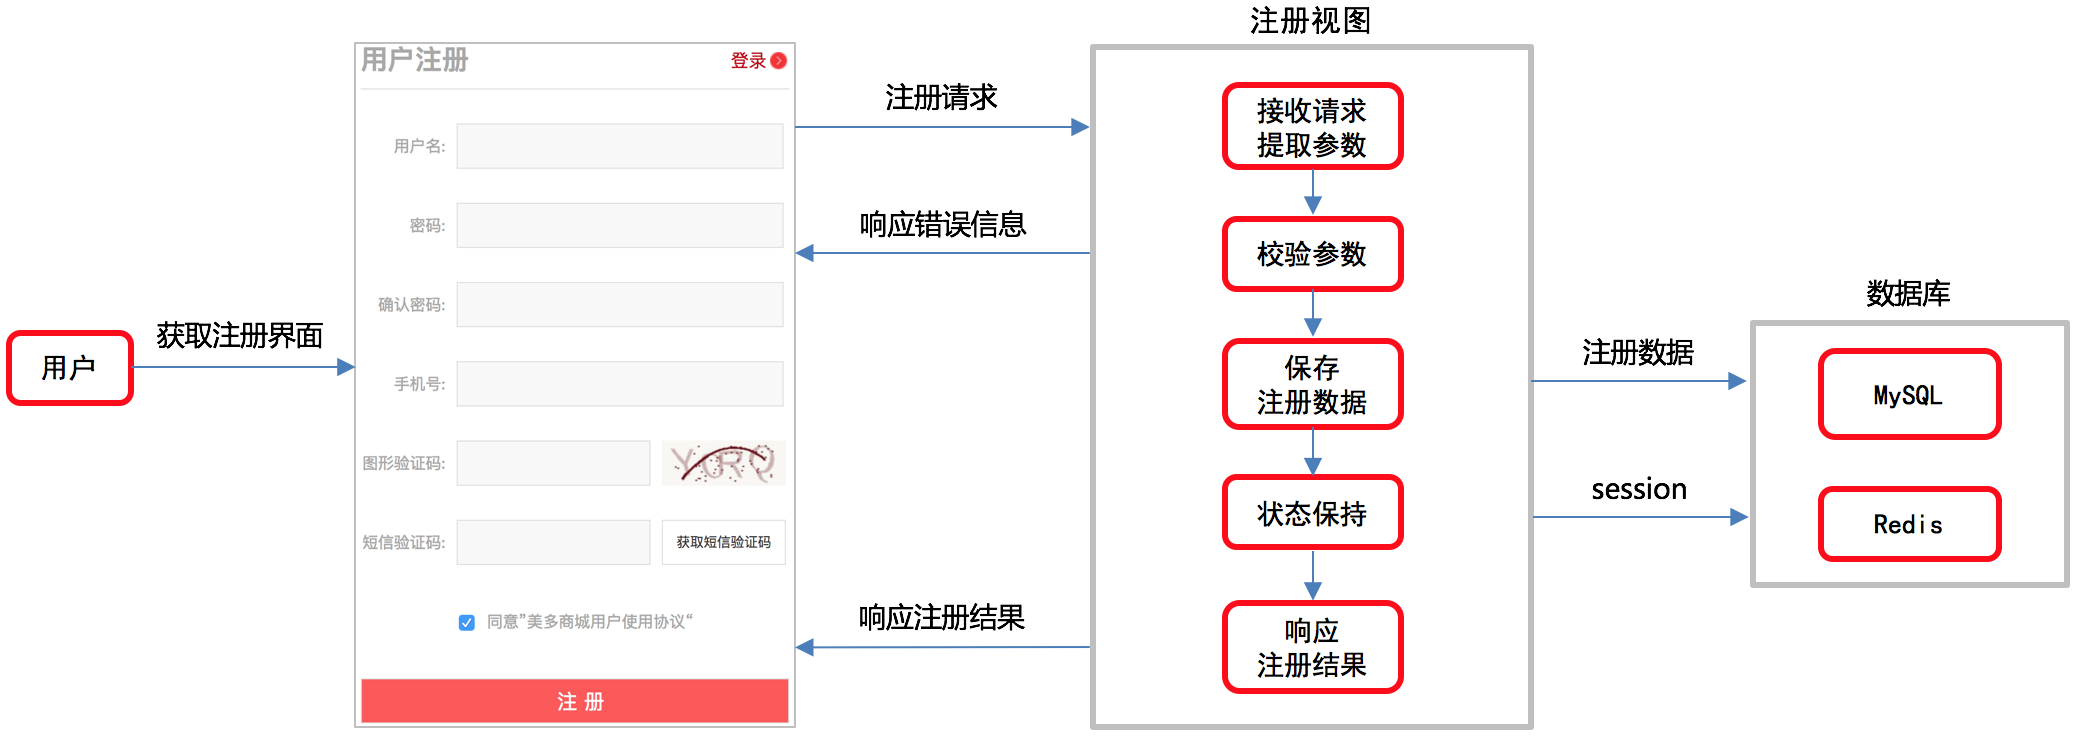 用户
获取注册界面
用户注册
登录
用户名:
密码:
确认密码:
手机号:
图形验证码:
短信验证码:
获取短信验证码
同意”美多商城用户使用协议“
注 册
注册请求
响应错误信息
响应注册结果
注册视图
接收请求
提取参数
校验参数
保存
注册数据
状态保持
响应
注册结果
注册数据
session
数据库
MySQL
Redis